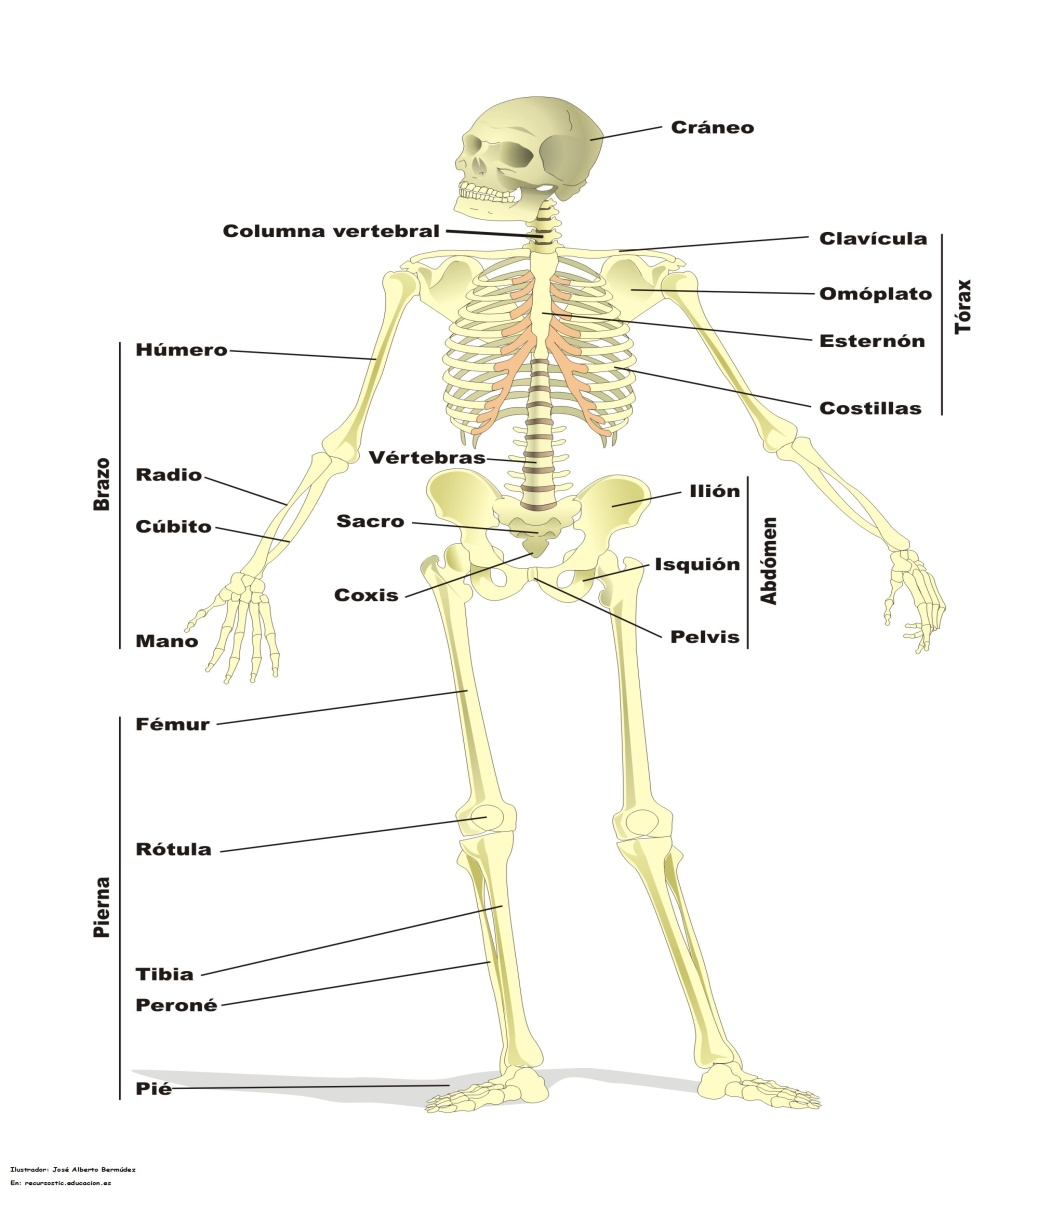 Cráneo
Columna vertebral
Clavícula
Omóplato
Esternón
Costillas
Tórax
Húmero
Radio
Cúbito
Mano
Brazo
Vértebras
Sacro
Coxis
Ilión
Isquión
Pelvis
Abdómen
Fémur
Rótula
Tibia
Peroné
Pié
Pierna
Ilustrador: José Alberto Bermúdez
En: recursostic.educacion.es